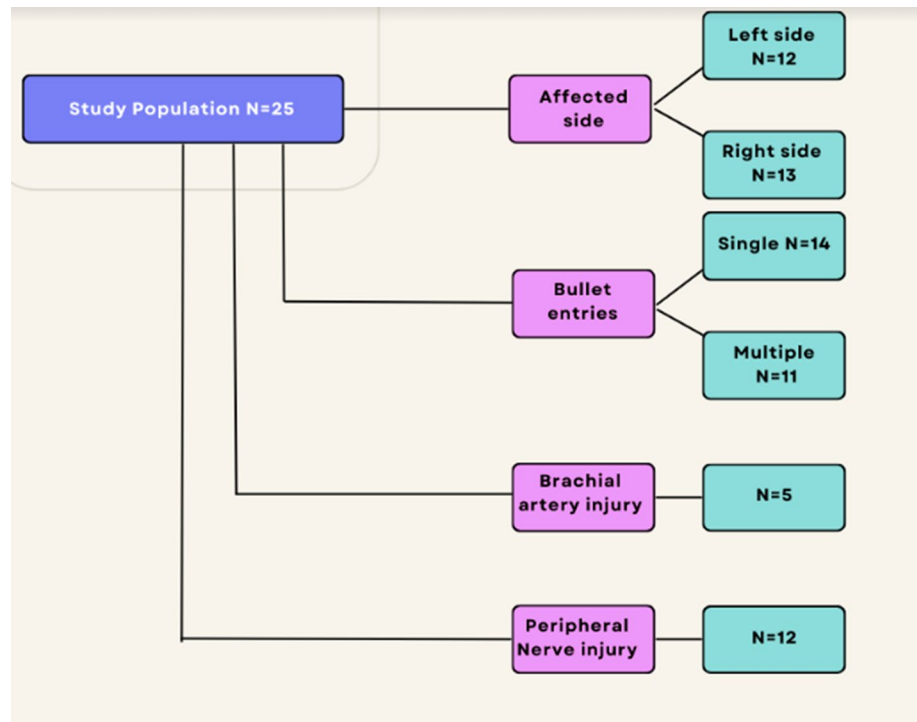 Study Population N=25
Affected
side
Left side
N=12
Right side
N=13
Bullet
entries
Single N=14
Multiple
N=11
Brachial
artery injury
N=5
Peripheral
Nerve injury
N=12